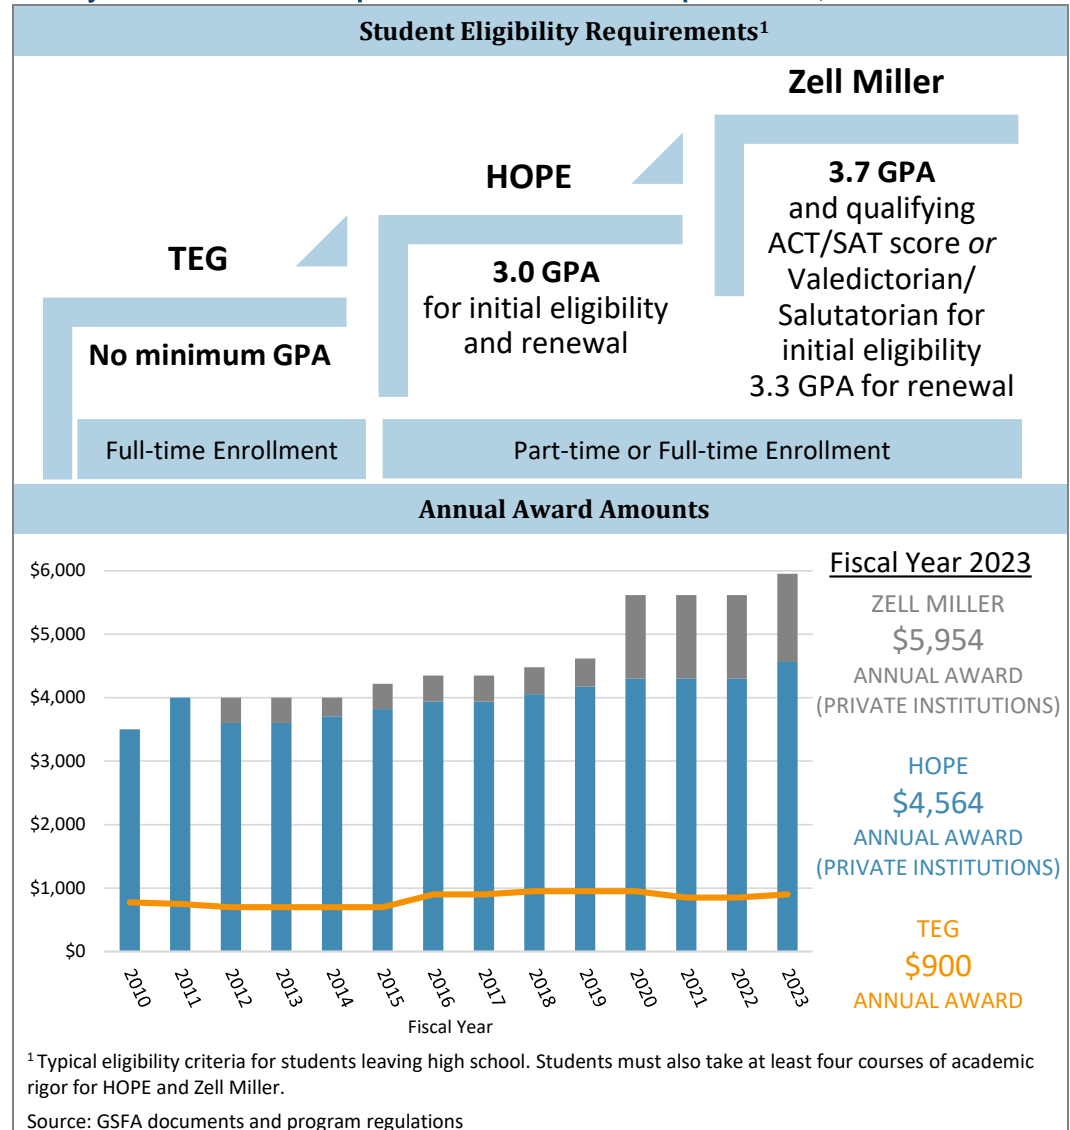 Student Eligibility Requirements¹
Zell Miller
HOPE
TEG
3.7 GPA
and qualifying
ACT/SAT score or
Valedictorian/
Salutatorian for
initial eligibility
3.3 GPA for renewal
3.0 GPA
for initial eligibility
and renewal
No minimum GPA
Full-time Enrollment
Part-time or Full-time Enrollment
Annual Award Amounts
$6,000
$5,000
$4,000
$3,000
$2,000
$1,000
$0
2010
2011
2012
2013
2014
2015
2016
2017
2018
2019
2020
2021
2022
2023
Fiscal Year
Fiscal Year 2023
ZELL MILLER
$5,954
ANNUAL AWARD
(PRIVATE INSTITUTIONS)
HOPE
$4,564
ANNUAL AWARD
(PRIVATE INSTITUTIONS)
TEG
$900
ANNUAL AWARD
¹ Typical eligibility criteria for students leaving high school. Students must also take at least four courses of academic
rigor for HOPE and Zell Miller.
Source: GSFA documents and program regulations